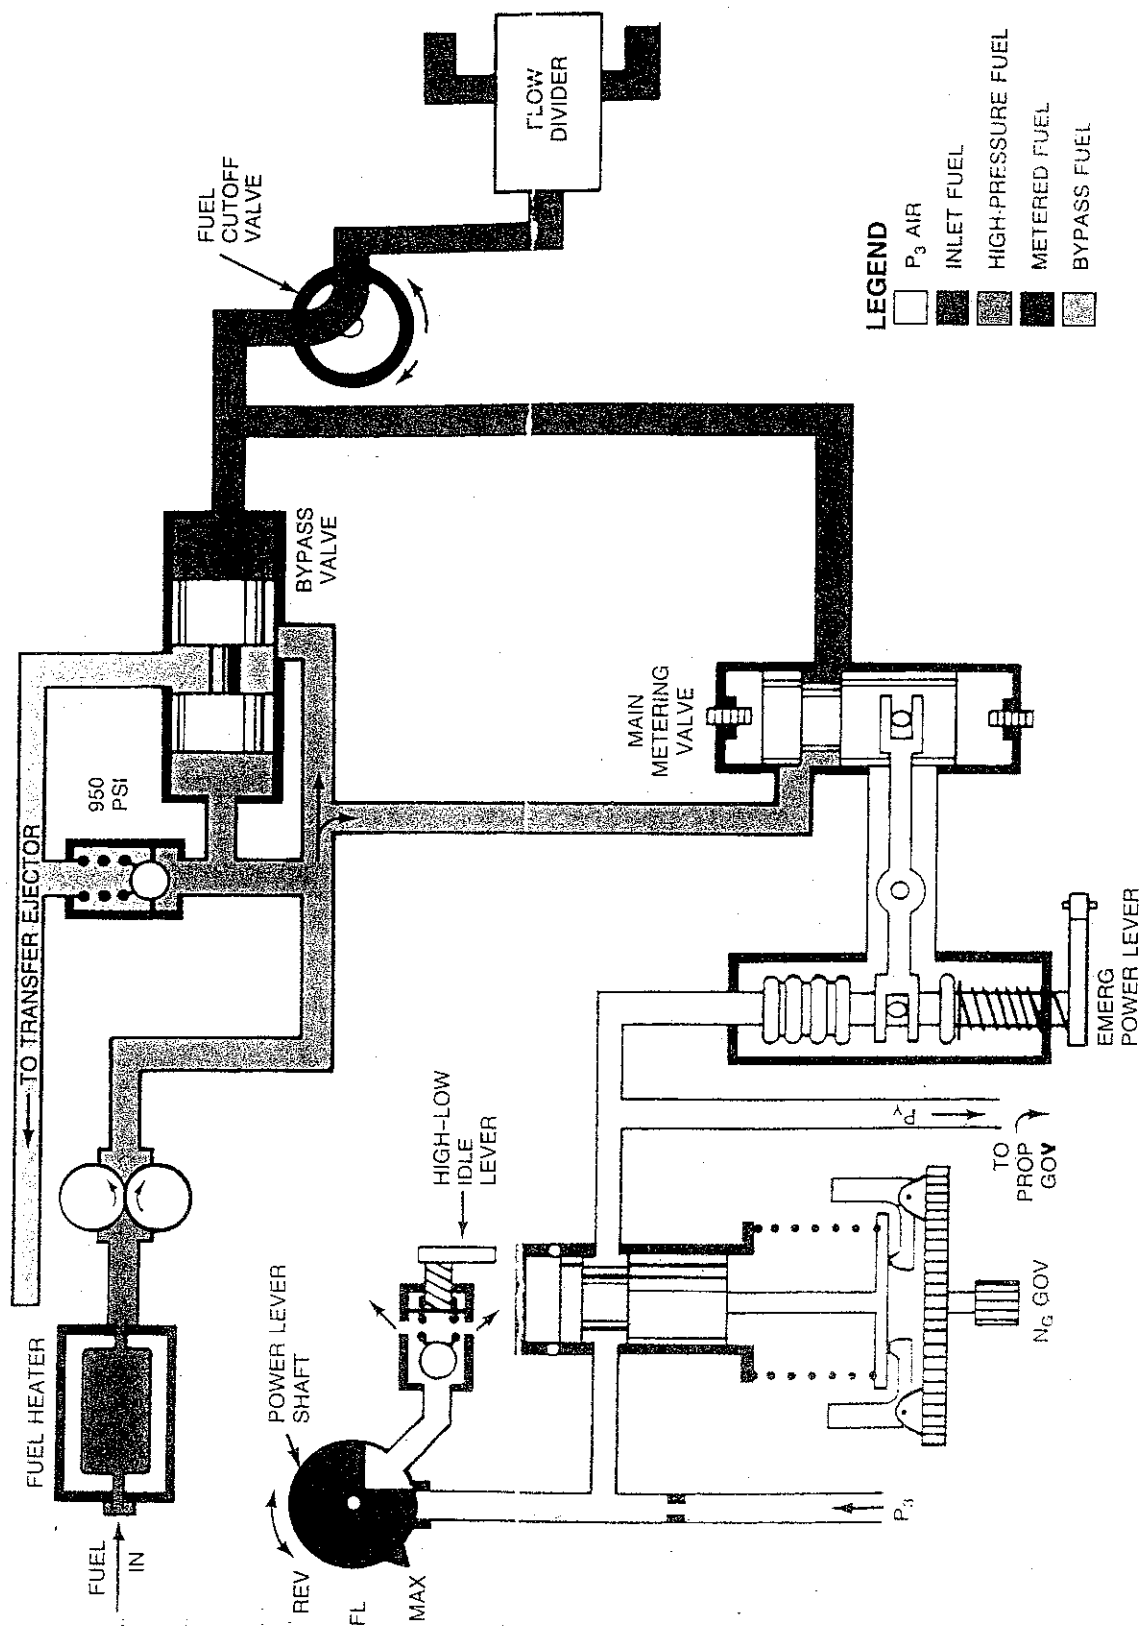 FUEL
IN
FUEL HEATER
TO TRANSFER EJECTOR
950
PSI
BYPASS
VALVE
FUEL
CUTOFF
VALVE
FLOW
DIVIDER
REV
FL
MAX
POWER LEVER
SHAFT
HIGH-LOW
IDLE
LEVER
MAIN
METERING
VALVE
P₃
N_G GOV
P_Y
TO
PROP
GOV
EMERG
POWER LEVER
LEGEND
P₃ AIR
INLET FUEL
HIGH-PRESSURE FUEL
METERED FUEL
BYPASS FUEL